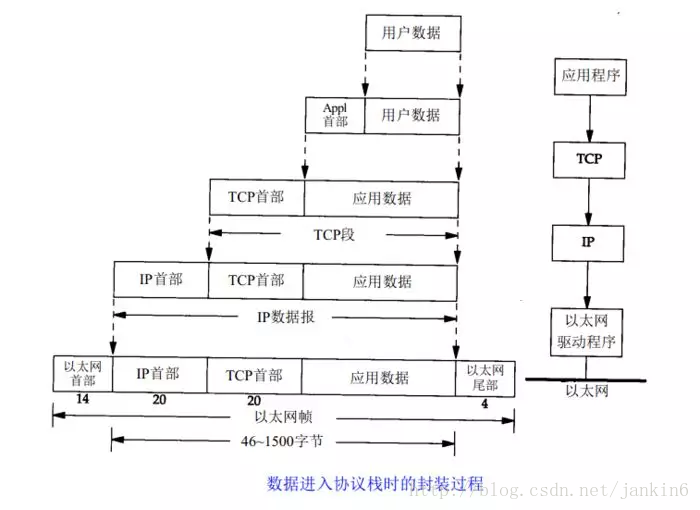 用户数据
应用程序
Appl
首部
用户数据
TCP首部
应用数据
TCP
TCP段
IP首部
TCP首部
应用数据
IP
IP数据报
以太网
驱动程序
以太网
首部
IP首部
TCP首部
应用数据
以太网
尾部
以太网
14
20
20
4
以太网帧
46~1500字节
数据进入协议栈时的封装过程
http://blog.csdn.net/jankin6